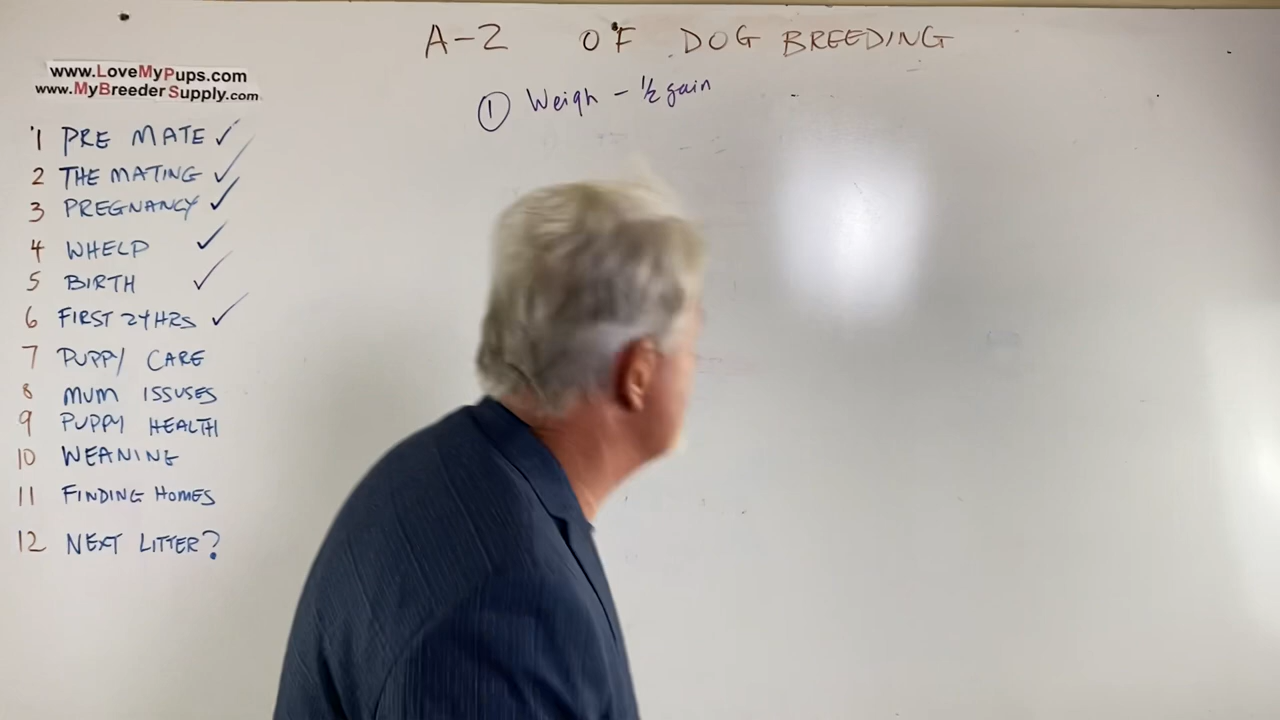 A-Z OF DOG BREEDING
www.LoveMyPups.com
www.MyBreederSupply.com
1 PRE MATE ✓
2 THE MATING ✓
3 PREGNANCY ✓
4 WHELP ✓
5 BIRTH ✓
6 FIRST 24HRS ✓
7 PUPPY CARE
8 MUM ISSUSES
9 PUPPY HEALTH
10 WEANING
11 FINDING HOMES
12 NEXT LITTER?
① Weigh - ½ gain